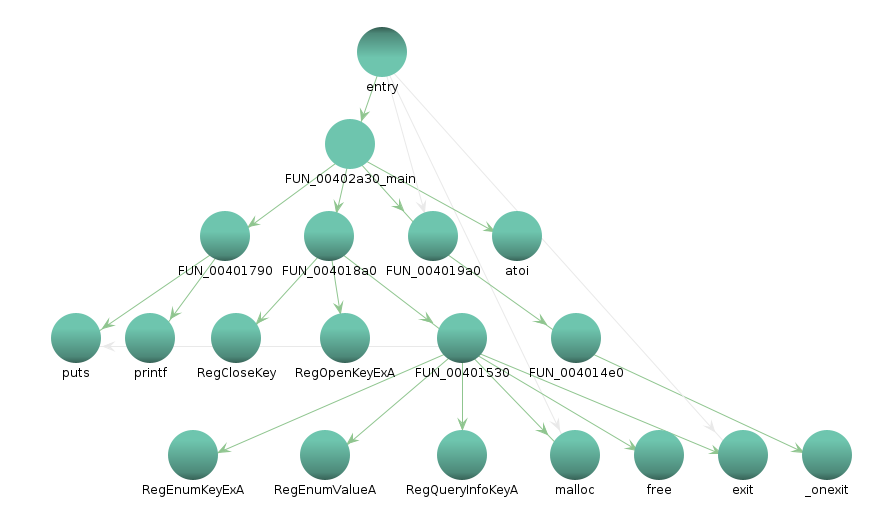 entry
FUN_00402a30_main
FUN_00401790 FUN_004018a0 FUN_004019a0 atoi
puts printf RegCloseKey RegOpenKeyExA FUN_00401530 FUN_004014e0
RegEnumKeyExA RegEnumValueA RegQueryInfoKeyA malloc free exit _onexit